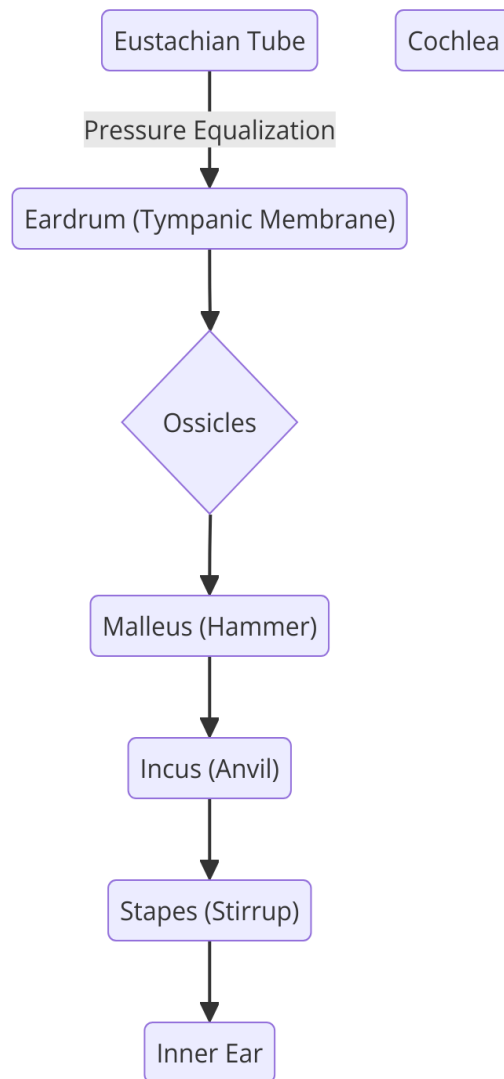 Eustachian Tube
Cochlea
Pressure Equalization
Eardrum (Tympanic Membrane)
Ossicles
Malleus (Hammer)
Incus (Anvil)
Stapes (Stirrup)
Inner Ear